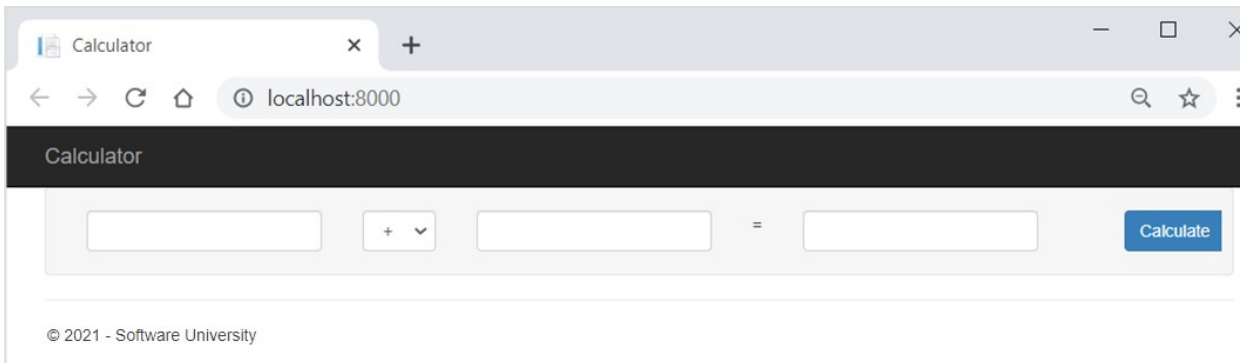 Calculator
localhost:8000
Calculator
+ = Calculate
© 2021 - Software University